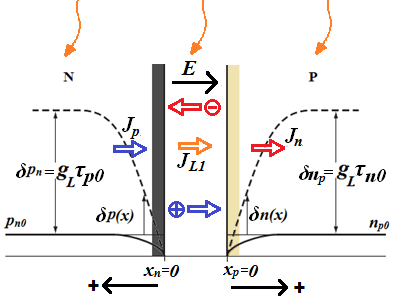 N
E
P
J_p
J_n
J_L1
δp_n=g_Lτ_p0
δn_p=g_Lτ_n0
δp(x)
δn(x)
p_n0
n_p0
x_n=0
x_p=0
+
+